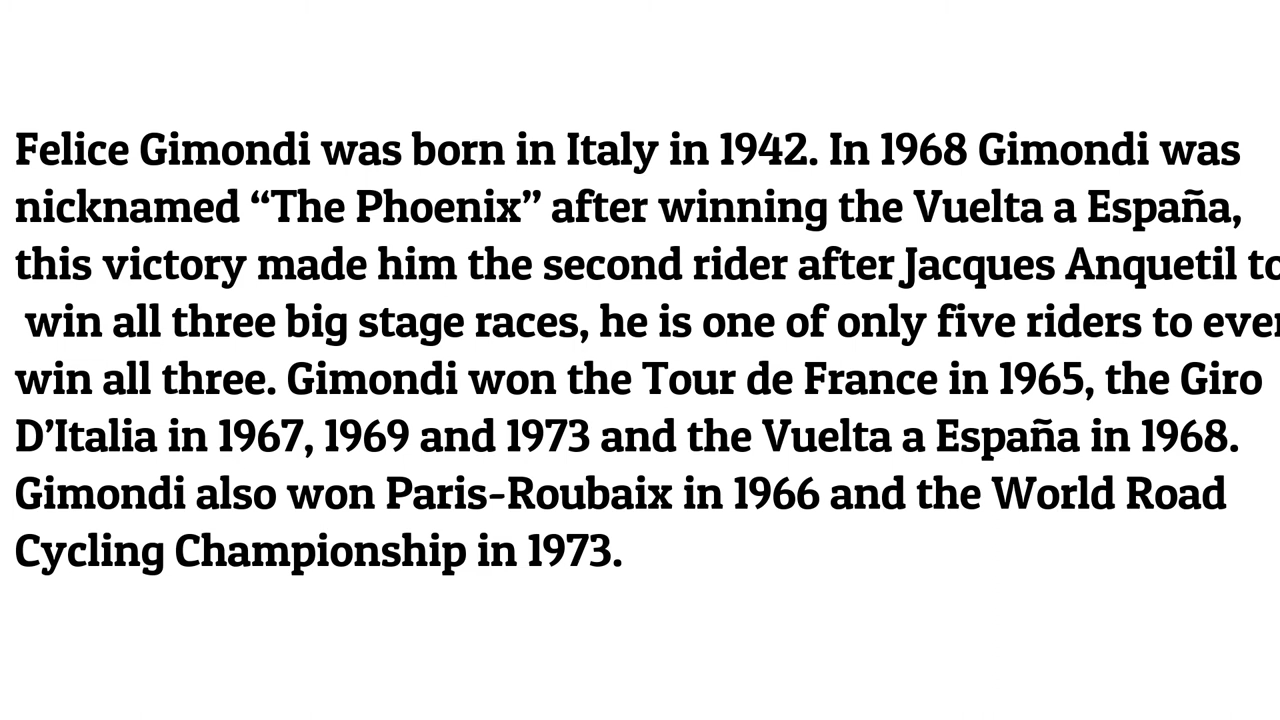 Felice Gimondi was born in Italy in 1942. In 1968 Gimondi was
nicknamed “The Phoenix” after winning the Vuelta a España,
this victory made him the second rider after Jacques Anquetil to
win all three big stage races, he is one of only five riders to ever
win all three. Gimondi won the Tour de France in 1965, the Giro
D’Italia in 1967, 1969 and 1973 and the Vuelta a España in 1968.
Gimondi also won Paris-Roubaix in 1966 and the World Road
Cycling Championship in 1973.